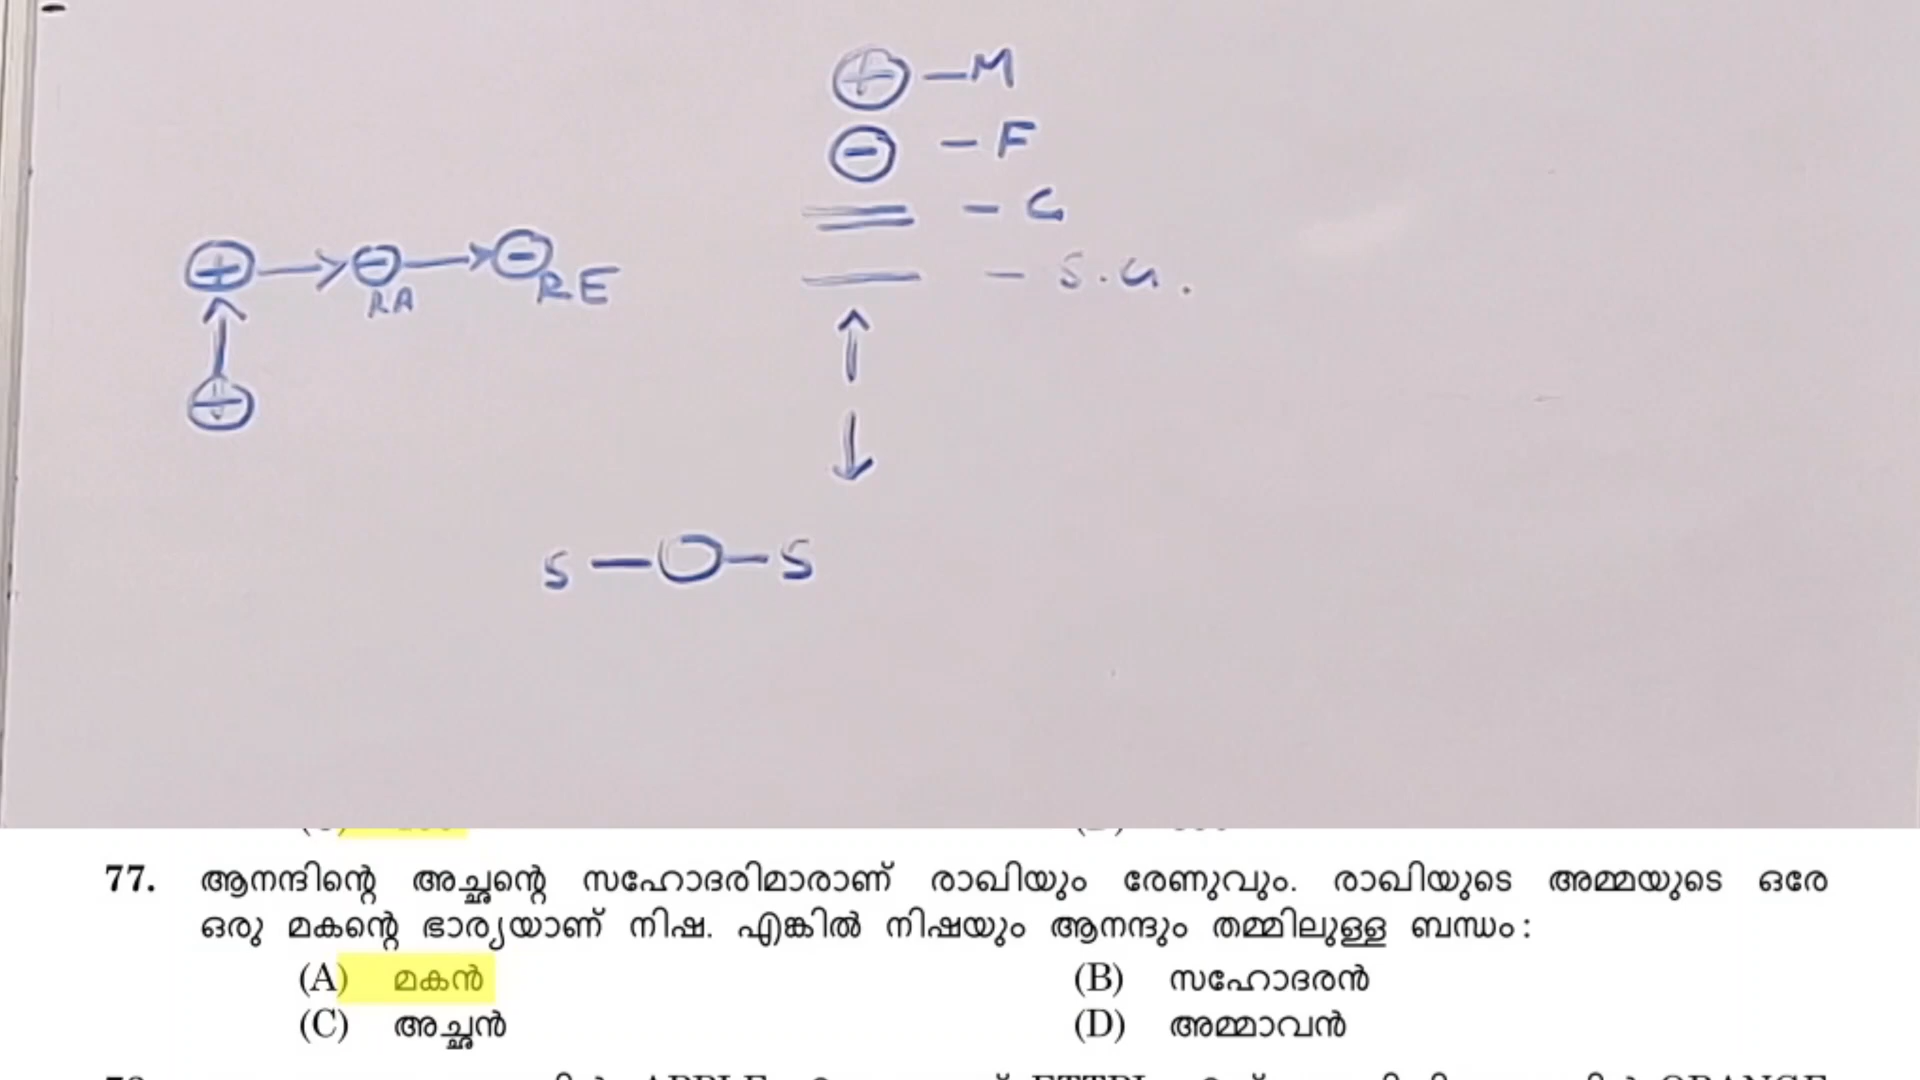 + - M
- - F
= - G
- S.G.
RA
RE
S - O - S
77. ആനന്ദിന്റെ അച്ഛന്റെ സഹോദരിമാരാണ് രാഖിയും രേണുവും. രാഖിയുടെ അമ്മയുടെ ഒരേ
ഒരു മകന്റെ ഭാര്യയാണ് നിഷ. എങ്കിൽ നിഷയും ആനന്ദും തമ്മിലുള്ള ബന്ധം :
(A) മകൻ (B) സഹോദരൻ
(C) അച്ഛൻ (D) അമ്മാവൻ